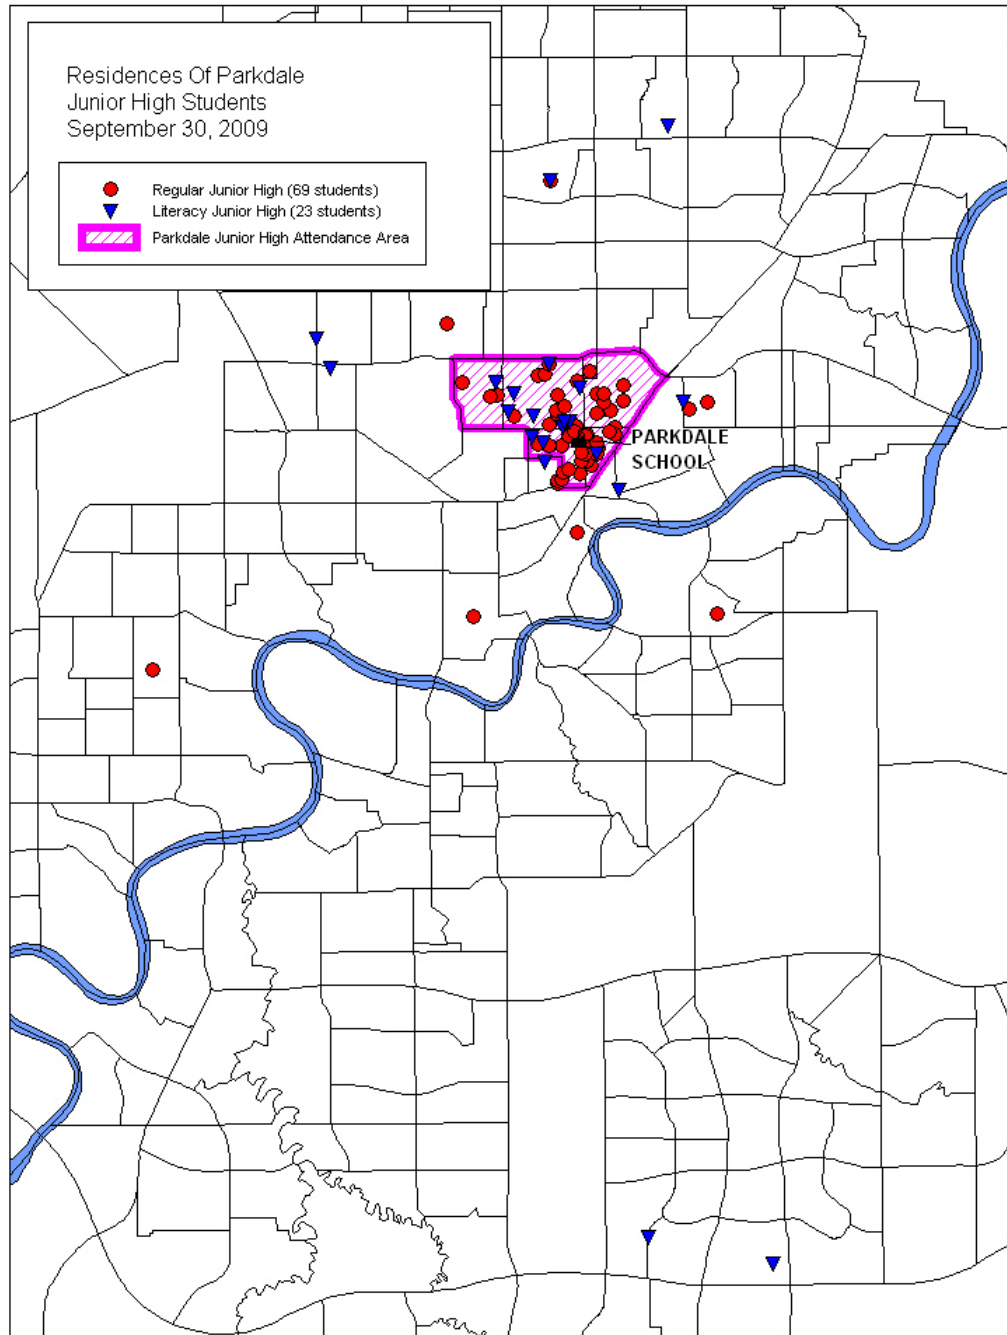 Residences Of Parkdale
Junior High Students
September 30, 2009
Regular Junior High (69 students)
Literacy Junior High (23 students)
Parkdale Junior High Attendance Area
PARKDALE
SCHOOL